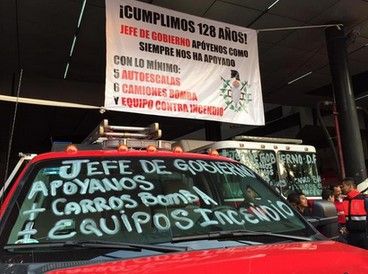 ¡CUMPLIMOS 128 AÑOS!
JEFE DE GOBIERNO APÓYENOS COMO
SIEMPRE NOS HA APOYADO
CON LO MÍNIMO:
5 AUTOESCALAS
6 CAMIONES BOMBA
Y EQUIPO CONTRA INCENDIO
JEFE DE GOBIERNO
APOYANOS
+ CARROS BOMBA
+ EQUIPOS INCENDIO
GOBIERNO D.F